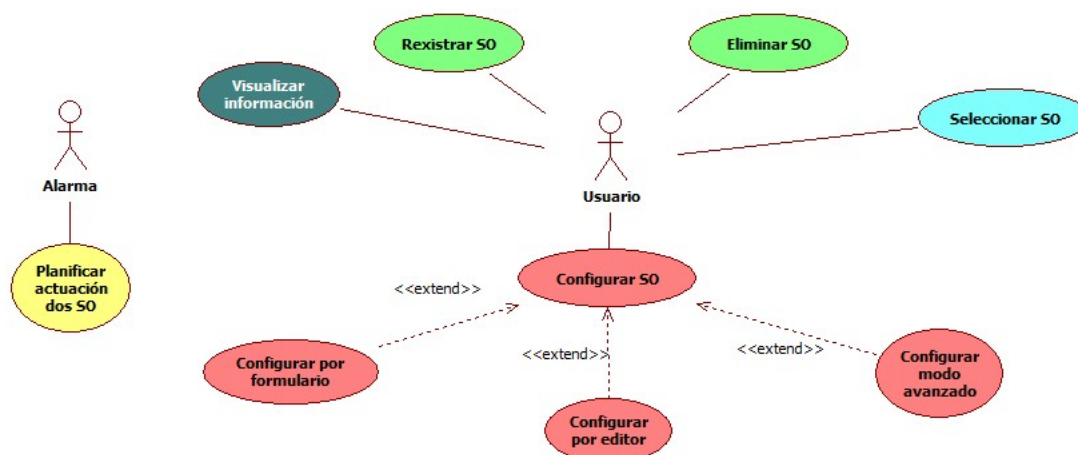 Rexistrar SO
Eliminar SO
Visualizar
información
Seleccionar SO
Alarma
Usuario
Planificar
actuación
dos SO
Configurar SO
<<extend>>
<<extend>>
<<extend>>
Configurar por
formulario
Configurar
modo
avanzado
Configurar
por editor